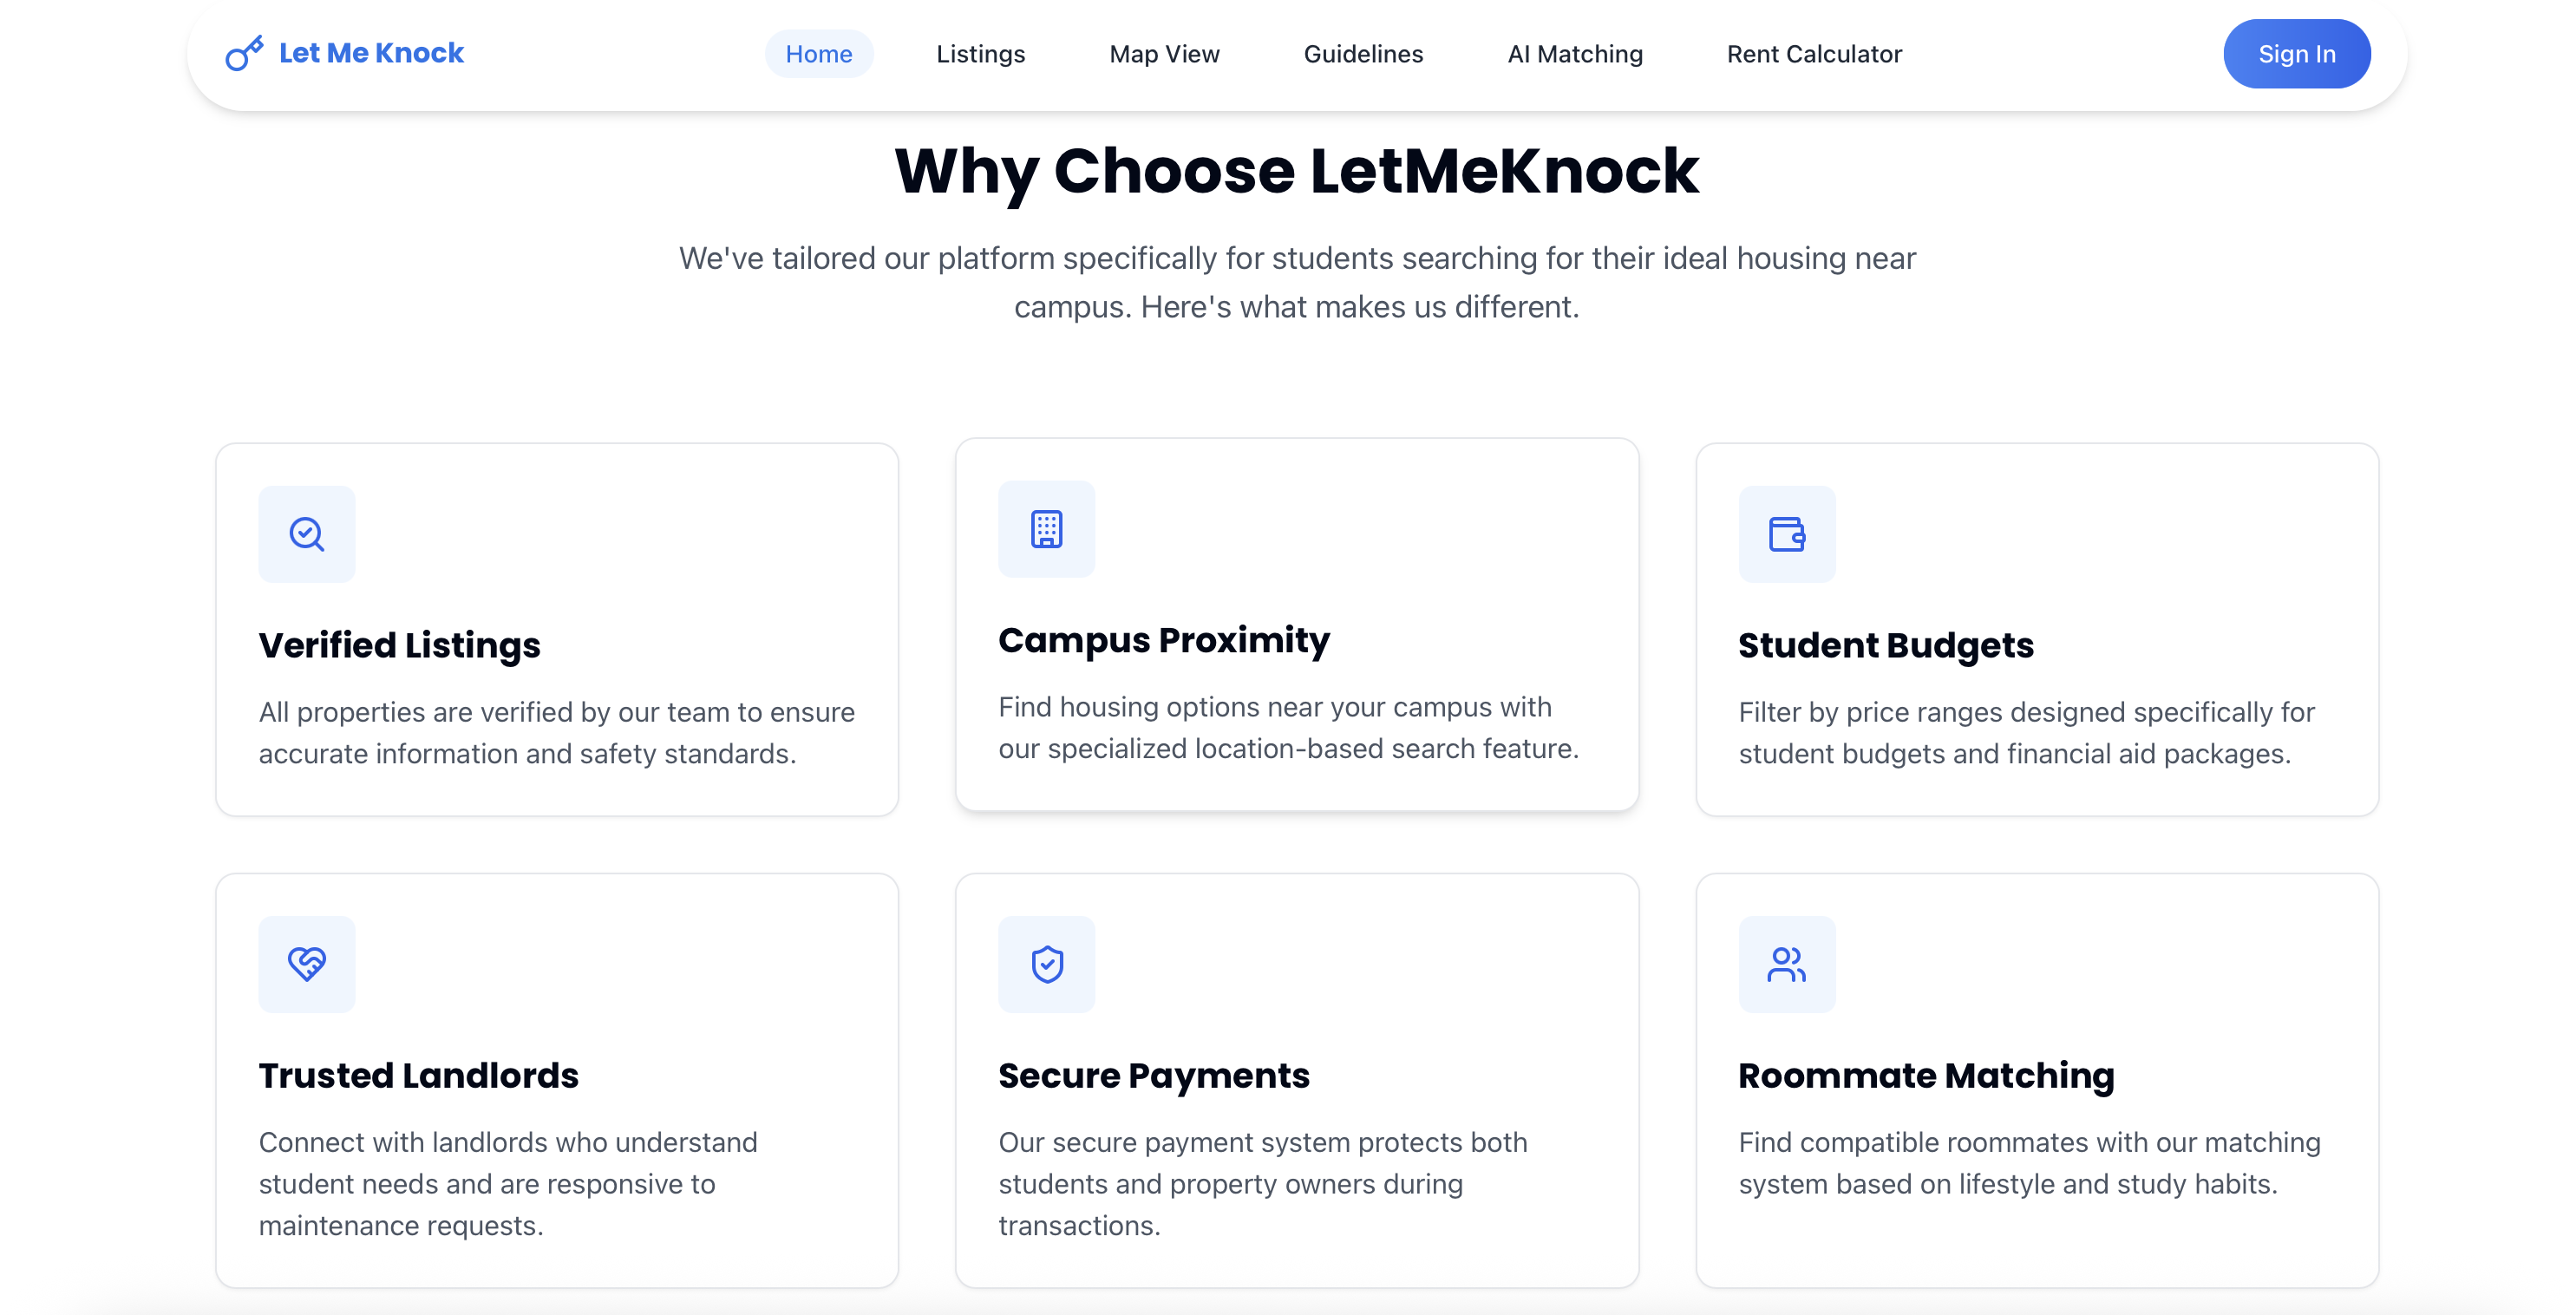 Let Me Knock
Home
Listings
Map View
Guidelines
AI Matching
Rent Calculator
Sign In
Why Choose LetMeKnock
We've tailored our platform specifically for students searching for their ideal housing near
campus. Here's what makes us different.
Verified Listings
All properties are verified by our team to ensure
accurate information and safety standards.
Campus Proximity
Find housing options near your campus with
our specialized location-based search feature.
Student Budgets
Filter by price ranges designed specifically for
student budgets and financial aid packages.
Trusted Landlords
Connect with landlords who understand
student needs and are responsive to
maintenance requests.
Secure Payments
Our secure payment system protects both
students and property owners during
transactions.
Roommate Matching
Find compatible roommates with our matching
system based on lifestyle and study habits.